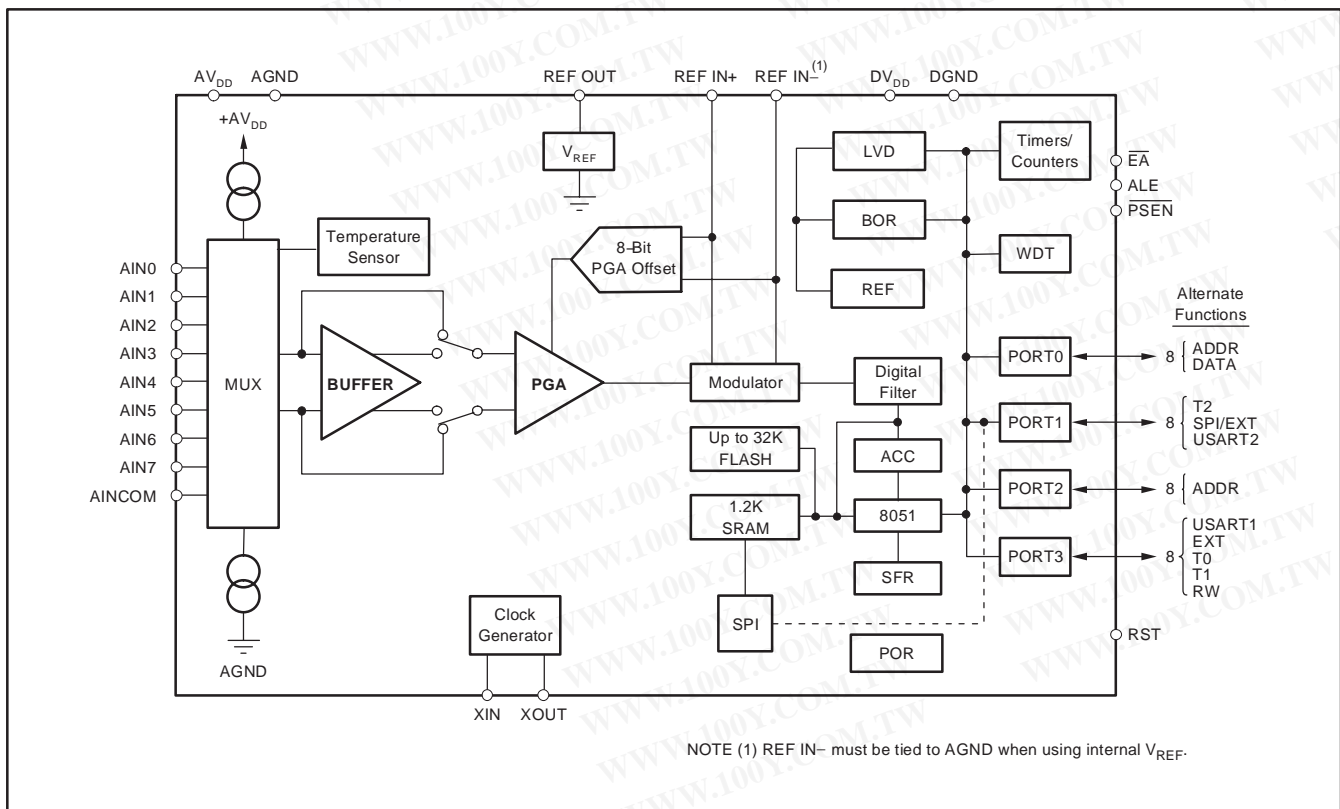 AVDD AGND REF OUT REF IN+ REF IN–(1) DVDD DGND
+AVDD
VREF
LVD
Timers/
Counters
EA
ALE
PSEN
Temperature
Sensor
8–Bit
PGA Offset
BOR
WDT
REF
AIN0
AIN1
AIN2
AIN3
AIN4
AIN5
AIN6
AIN7
AINCOM
MUX
BUFFER
PGA
Modulator
Digital
Filter
Alternate
Functions
PORT0
8
ADDR
DATA
PORT1
8
T2
SPI/EXT
USART2
PORT2
8
ADDR
PORT3
8
USART1
EXT
T0
T1
RW
Up to 32K
FLASH
ACC
1.2K
SRAM
8051
SFR
SPI
POR
RST
Clock
Generator
AGND
XIN XOUT
NOTE (1) REF IN– must be tied to AGND when using internal VREF.
WWW.100Y.COM.TW